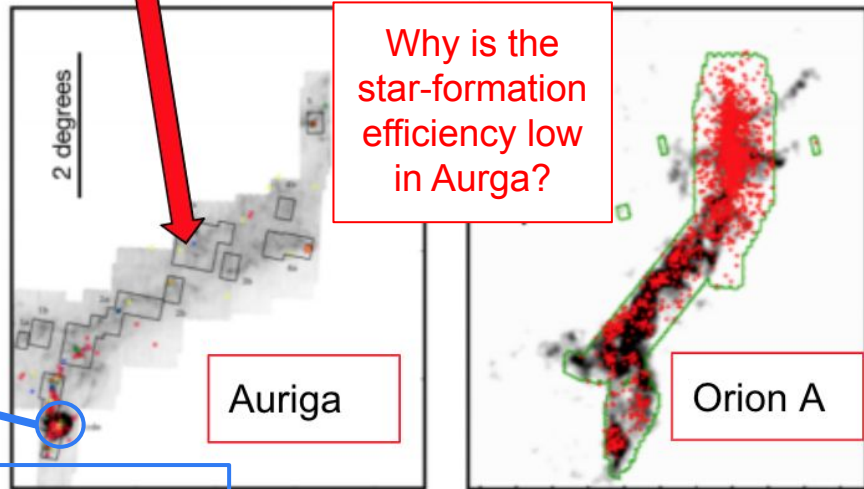 2 degrees
Why is the
star-formation
efficiency low
in Aurga?
Auriga
Orion A